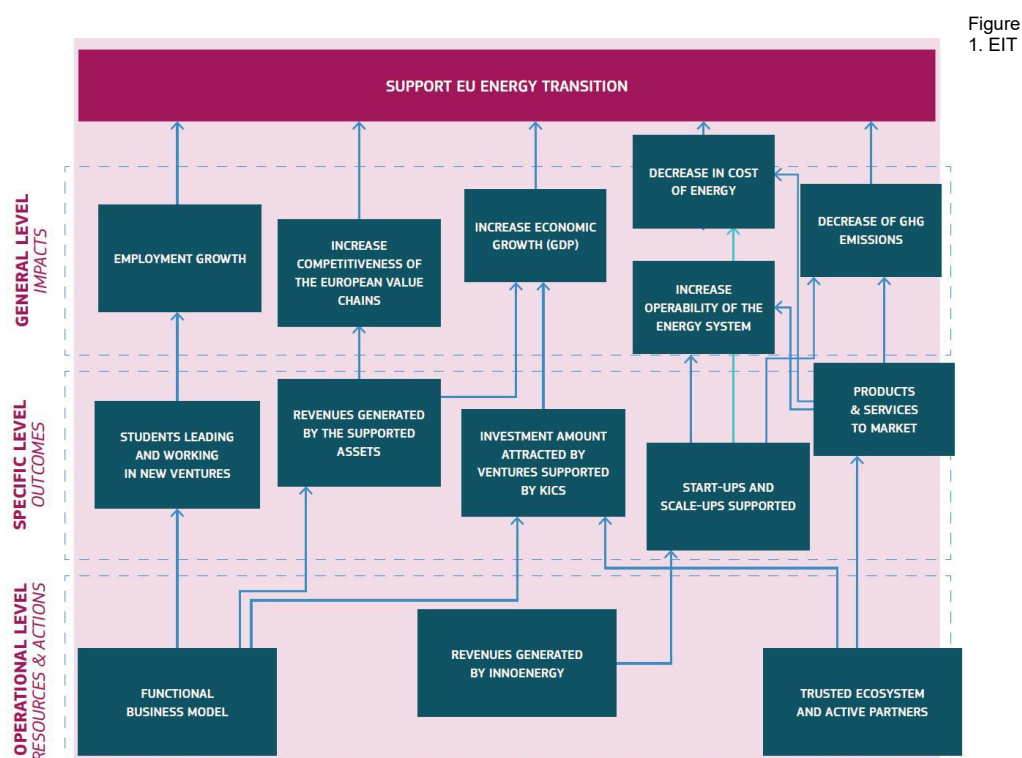 Figure
1. EIT
SUPPORT EU ENERGY TRANSITION
GENERAL LEVEL
IMPACTS
EMPLOYMENT GROWTH
INCREASE
COMPETITIVENESS OF
THE EUROPEAN VALUE
CHAINS
INCREASE ECONOMIC
GROWTH (GDP)
DECREASE IN COST
OF ENERGY
DECREASE OF GHG
EMISSIONS
INCREASE
OPERABILITY OF THE
ENERGY SYSTEM
SPECIFIC LEVEL
OUTCOMES
STUDENTS LEADING
AND WORKING
IN NEW VENTURES
REVENUES GENERATED
BY THE SUPPORTED
ASSETS
INVESTMENT AMOUNT
ATTRACTED BY
VENTURES SUPPORTED
BY KICS
START-UPS AND
SCALE-UPS SUPPORTED
PRODUCTS
& SERVICES
TO MARKET
OPERATIONAL LEVEL
RESOURCES & ACTIONS
FUNCTIONAL
BUSINESS MODEL
REVENUES GENERATED
BY INNOENERGY
TRUSTED ECOSYSTEM
AND ACTIVE PARTNERS